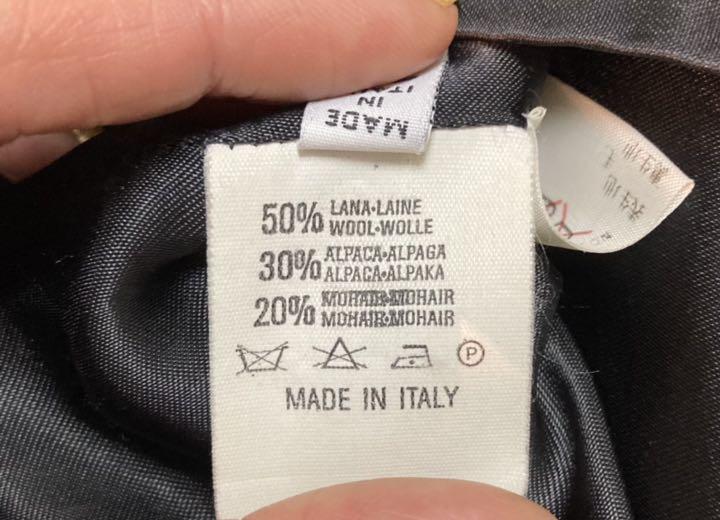 MADE
IN
50% LANA•LAINE
WOOL•WOLLE
30% ALPACA•ALPAGA
ALPACA•ALPAKA
20% MOHAIR•MOHAIR
MOHAIR•MOHAIR
P
MADE IN ITALY